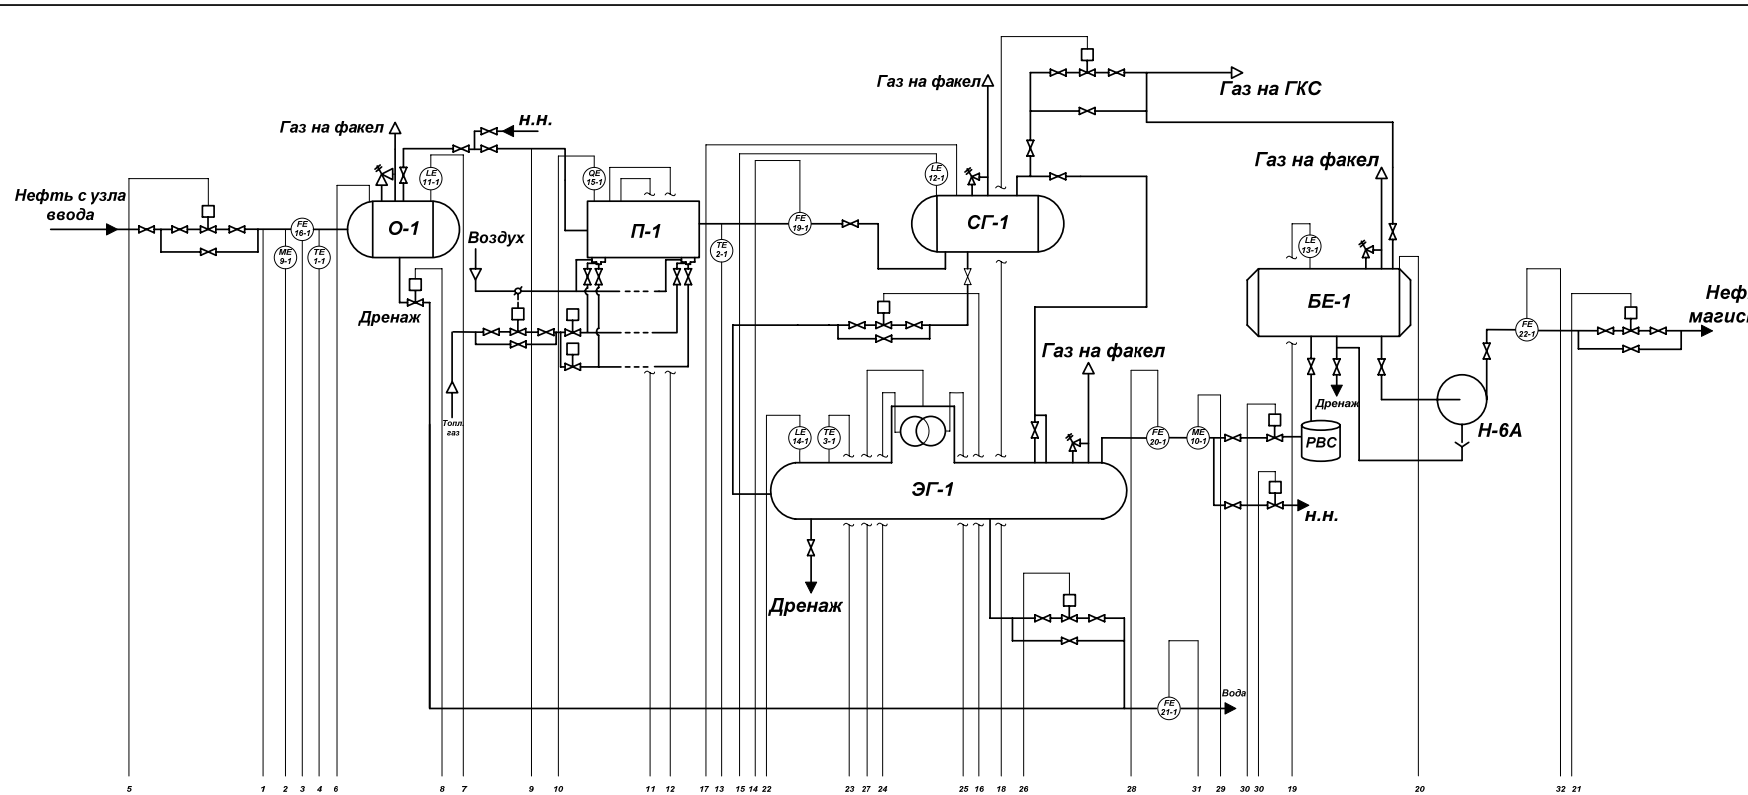 Газ на ГКС
Газ на факел
Газ на факел
н.н.
LE
11-1
QE
15-1
LE
12-1
Газ на факел
Нефть с узла
ввода
FE
16-1
О-1
П-1
СГ-1
FE
19-1
Воздух
ME
9-1
TE
1-1
TE
2-1
LE
13-1
БЕ-1
Неф
магис
FE
22-1
Дренаж
Газ на факел
Дренаж
Топл.
газ
LE
14-1
TE
3-1
FE
20-1
ME
10-1
РВС
Н-6А
ЭГ-1
н.н.
Дренаж
Вода
FE
21-1
5 1 2 3 4 6 8 7 9 10 11 12 17 13 15 14 22 23 27 24 25 16 18 26 28 31 29 30 30 19 20 32 21